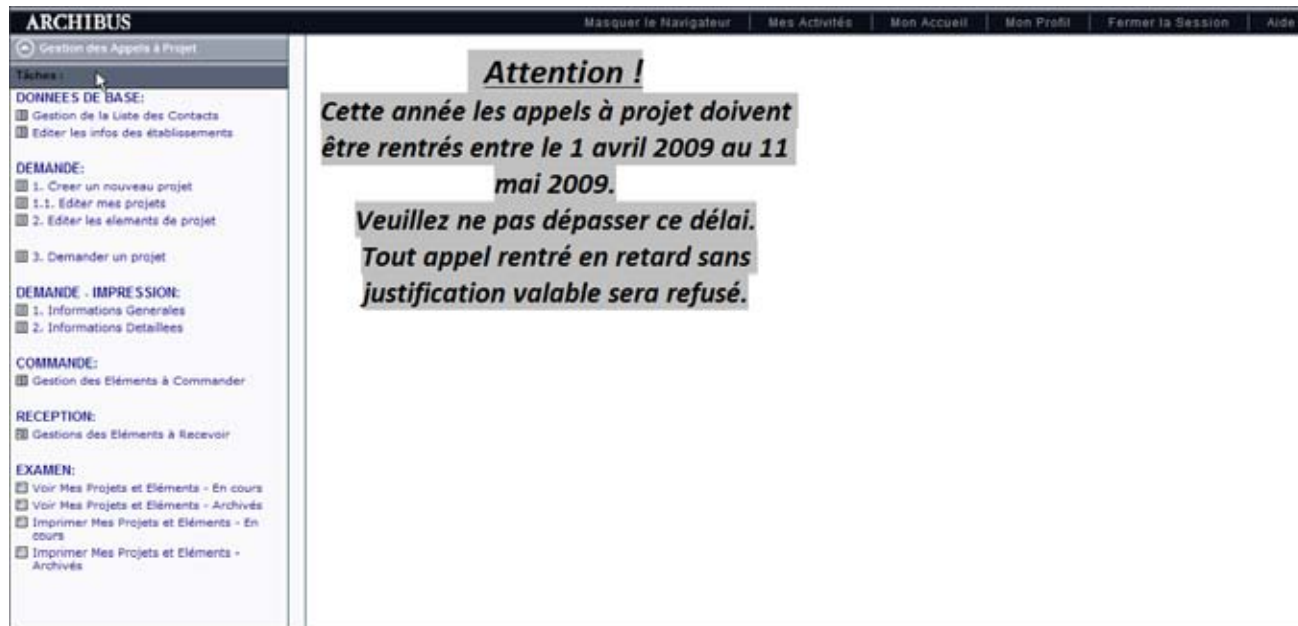 ARCHIBUS
Masquer le Navigateur Mes Activités Mon Accueil Mon Profil Fermer la Session Aide
Gestion des Appels à Projet
Tâches :
DONNEES DE BASE:
Gestion de la Liste des Contacts
Editer les infos des établissements
DEMANDE:
1. Creer un nouveau projet
1.1. Editer mes projets
2. Editer les elements de projet
3. Demander un projet
DEMANDE - IMPRESSION:
1. Informations Generales
2. Informations Detaillees
COMMANDE:
Gestion des Eléments à Commander
RECEPTION:
Gestions des Eléments à Recevoir
EXAMEN:
Voir Mes Projets et Eléments - En cours
Voir Mes Projets et Eléments - Archivés
Imprimer Mes Projets et Eléments - En
cours
Imprimer Mes Projets et Eléments -
Archivés
Attention !
Cette année les appels à projet doivent
être rentrés entre le 1 avril 2009 au 11
mai 2009.
Veuillez ne pas dépasser ce délai.
Tout appel rentré en retard sans
justification valable sera refusé.